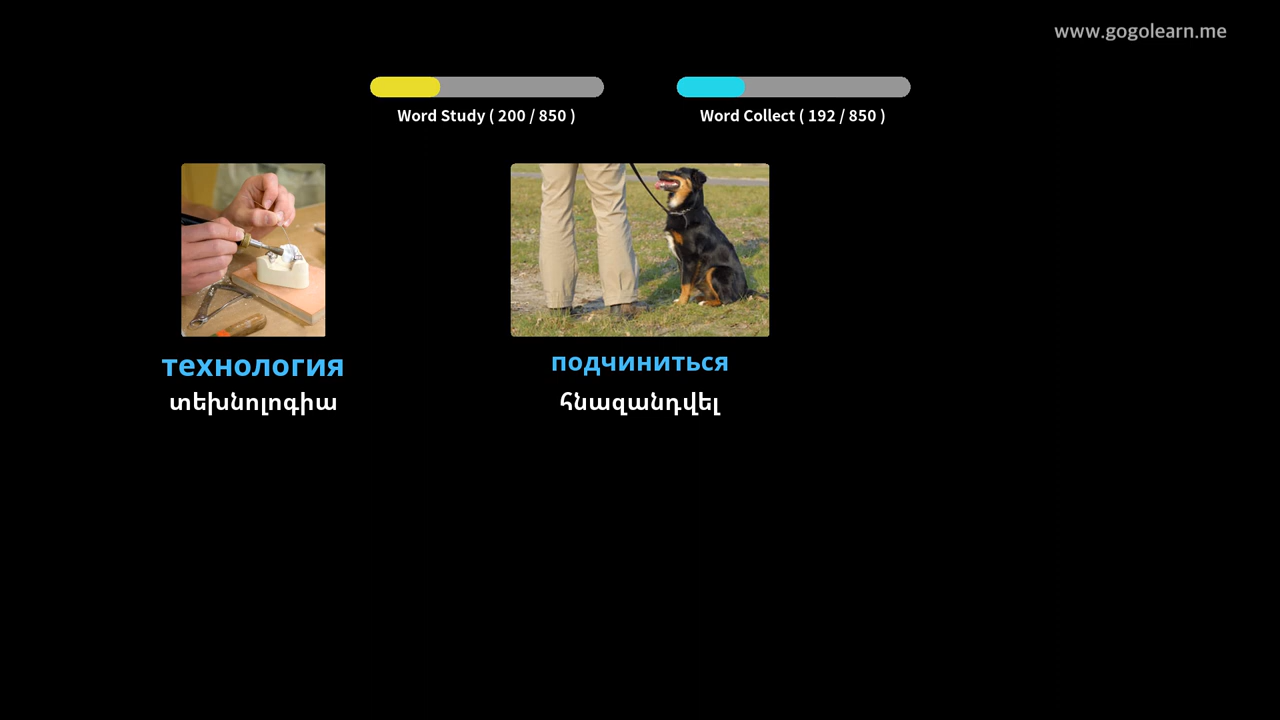 www.gogolearn.me
Word Study ( 200 / 850 )
Word Collect ( 192 / 850 )
технология
տեխնոլոգիա
подчиниться
հնազանդվել